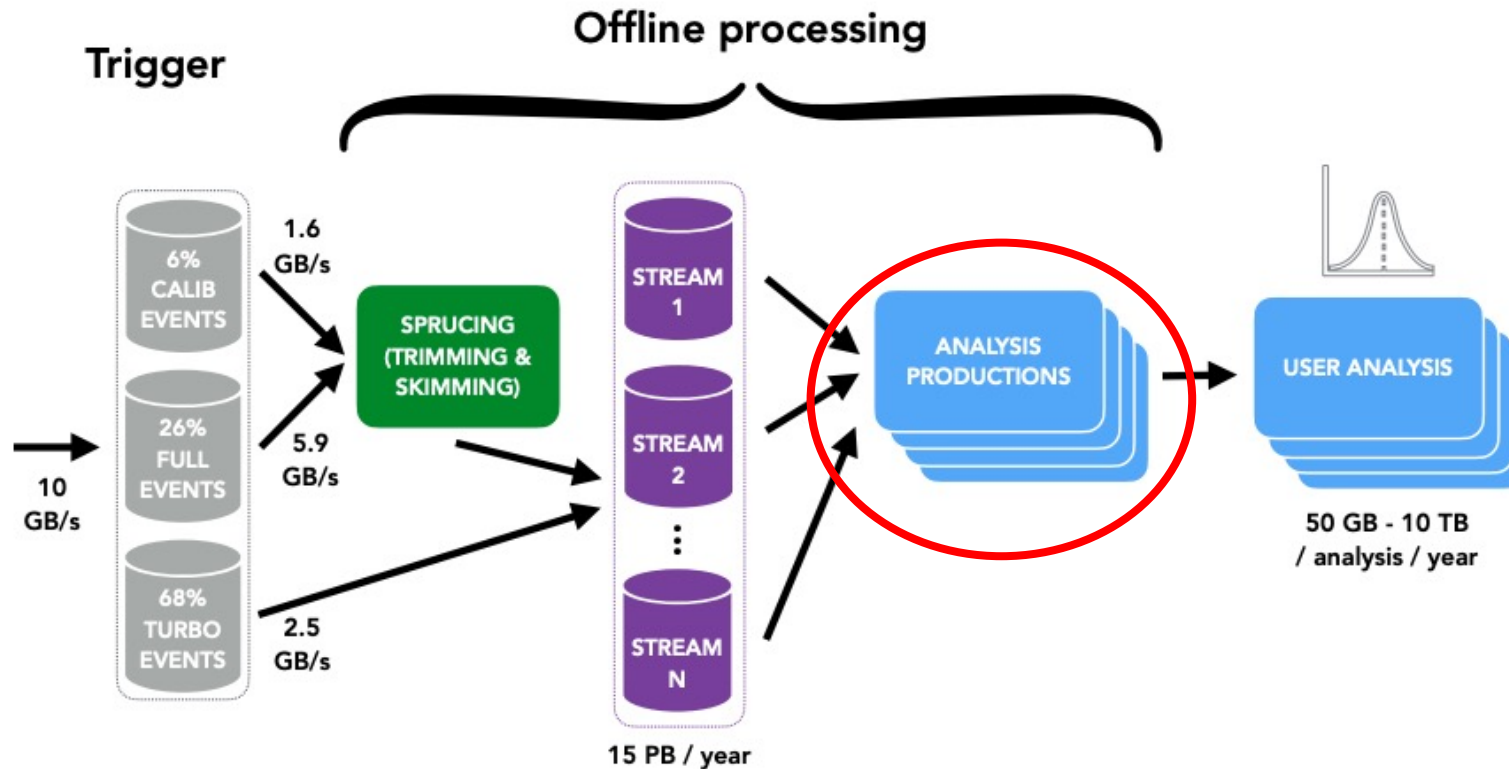 Offline processing
Trigger
10
GB/s
6%
CALIB
EVENTS
26%
FULL
EVENTS
68%
TURBO
EVENTS
1.6
GB/s
5.9
GB/s
2.5
GB/s
SPRUCING
(TRIMMING &
SKIMMING)
STREAM
1
STREAM
2
...
STREAM
N
15 PB / year
ANALYSIS
PRODUCTIONS
USER ANALYSIS
50 GB - 10 TB
/ analysis / year